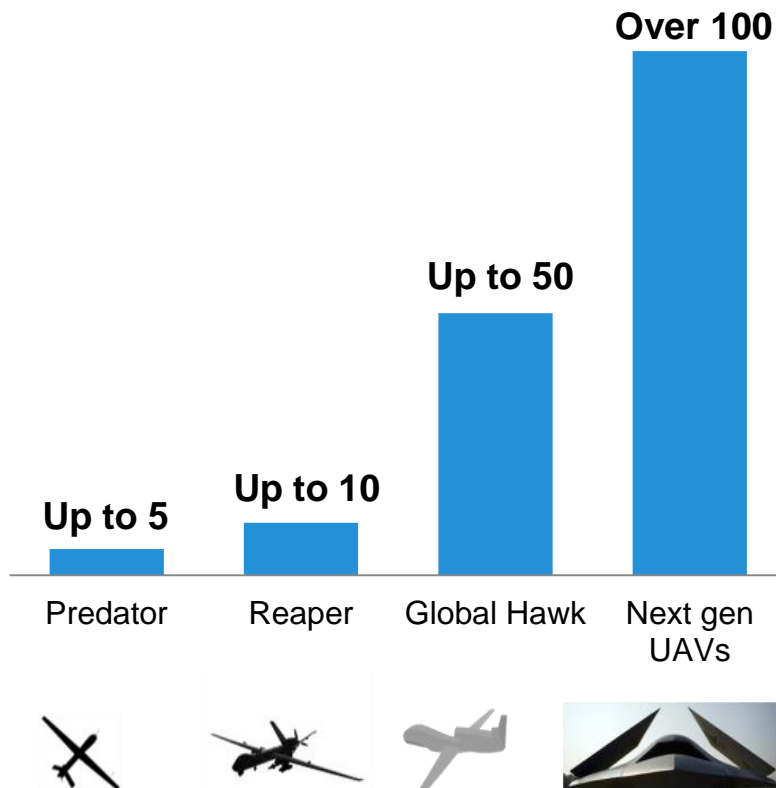 Over 100
Up to 50
Up to 10
Up to 5
Predator Reaper Global Hawk Next gen
UAVs